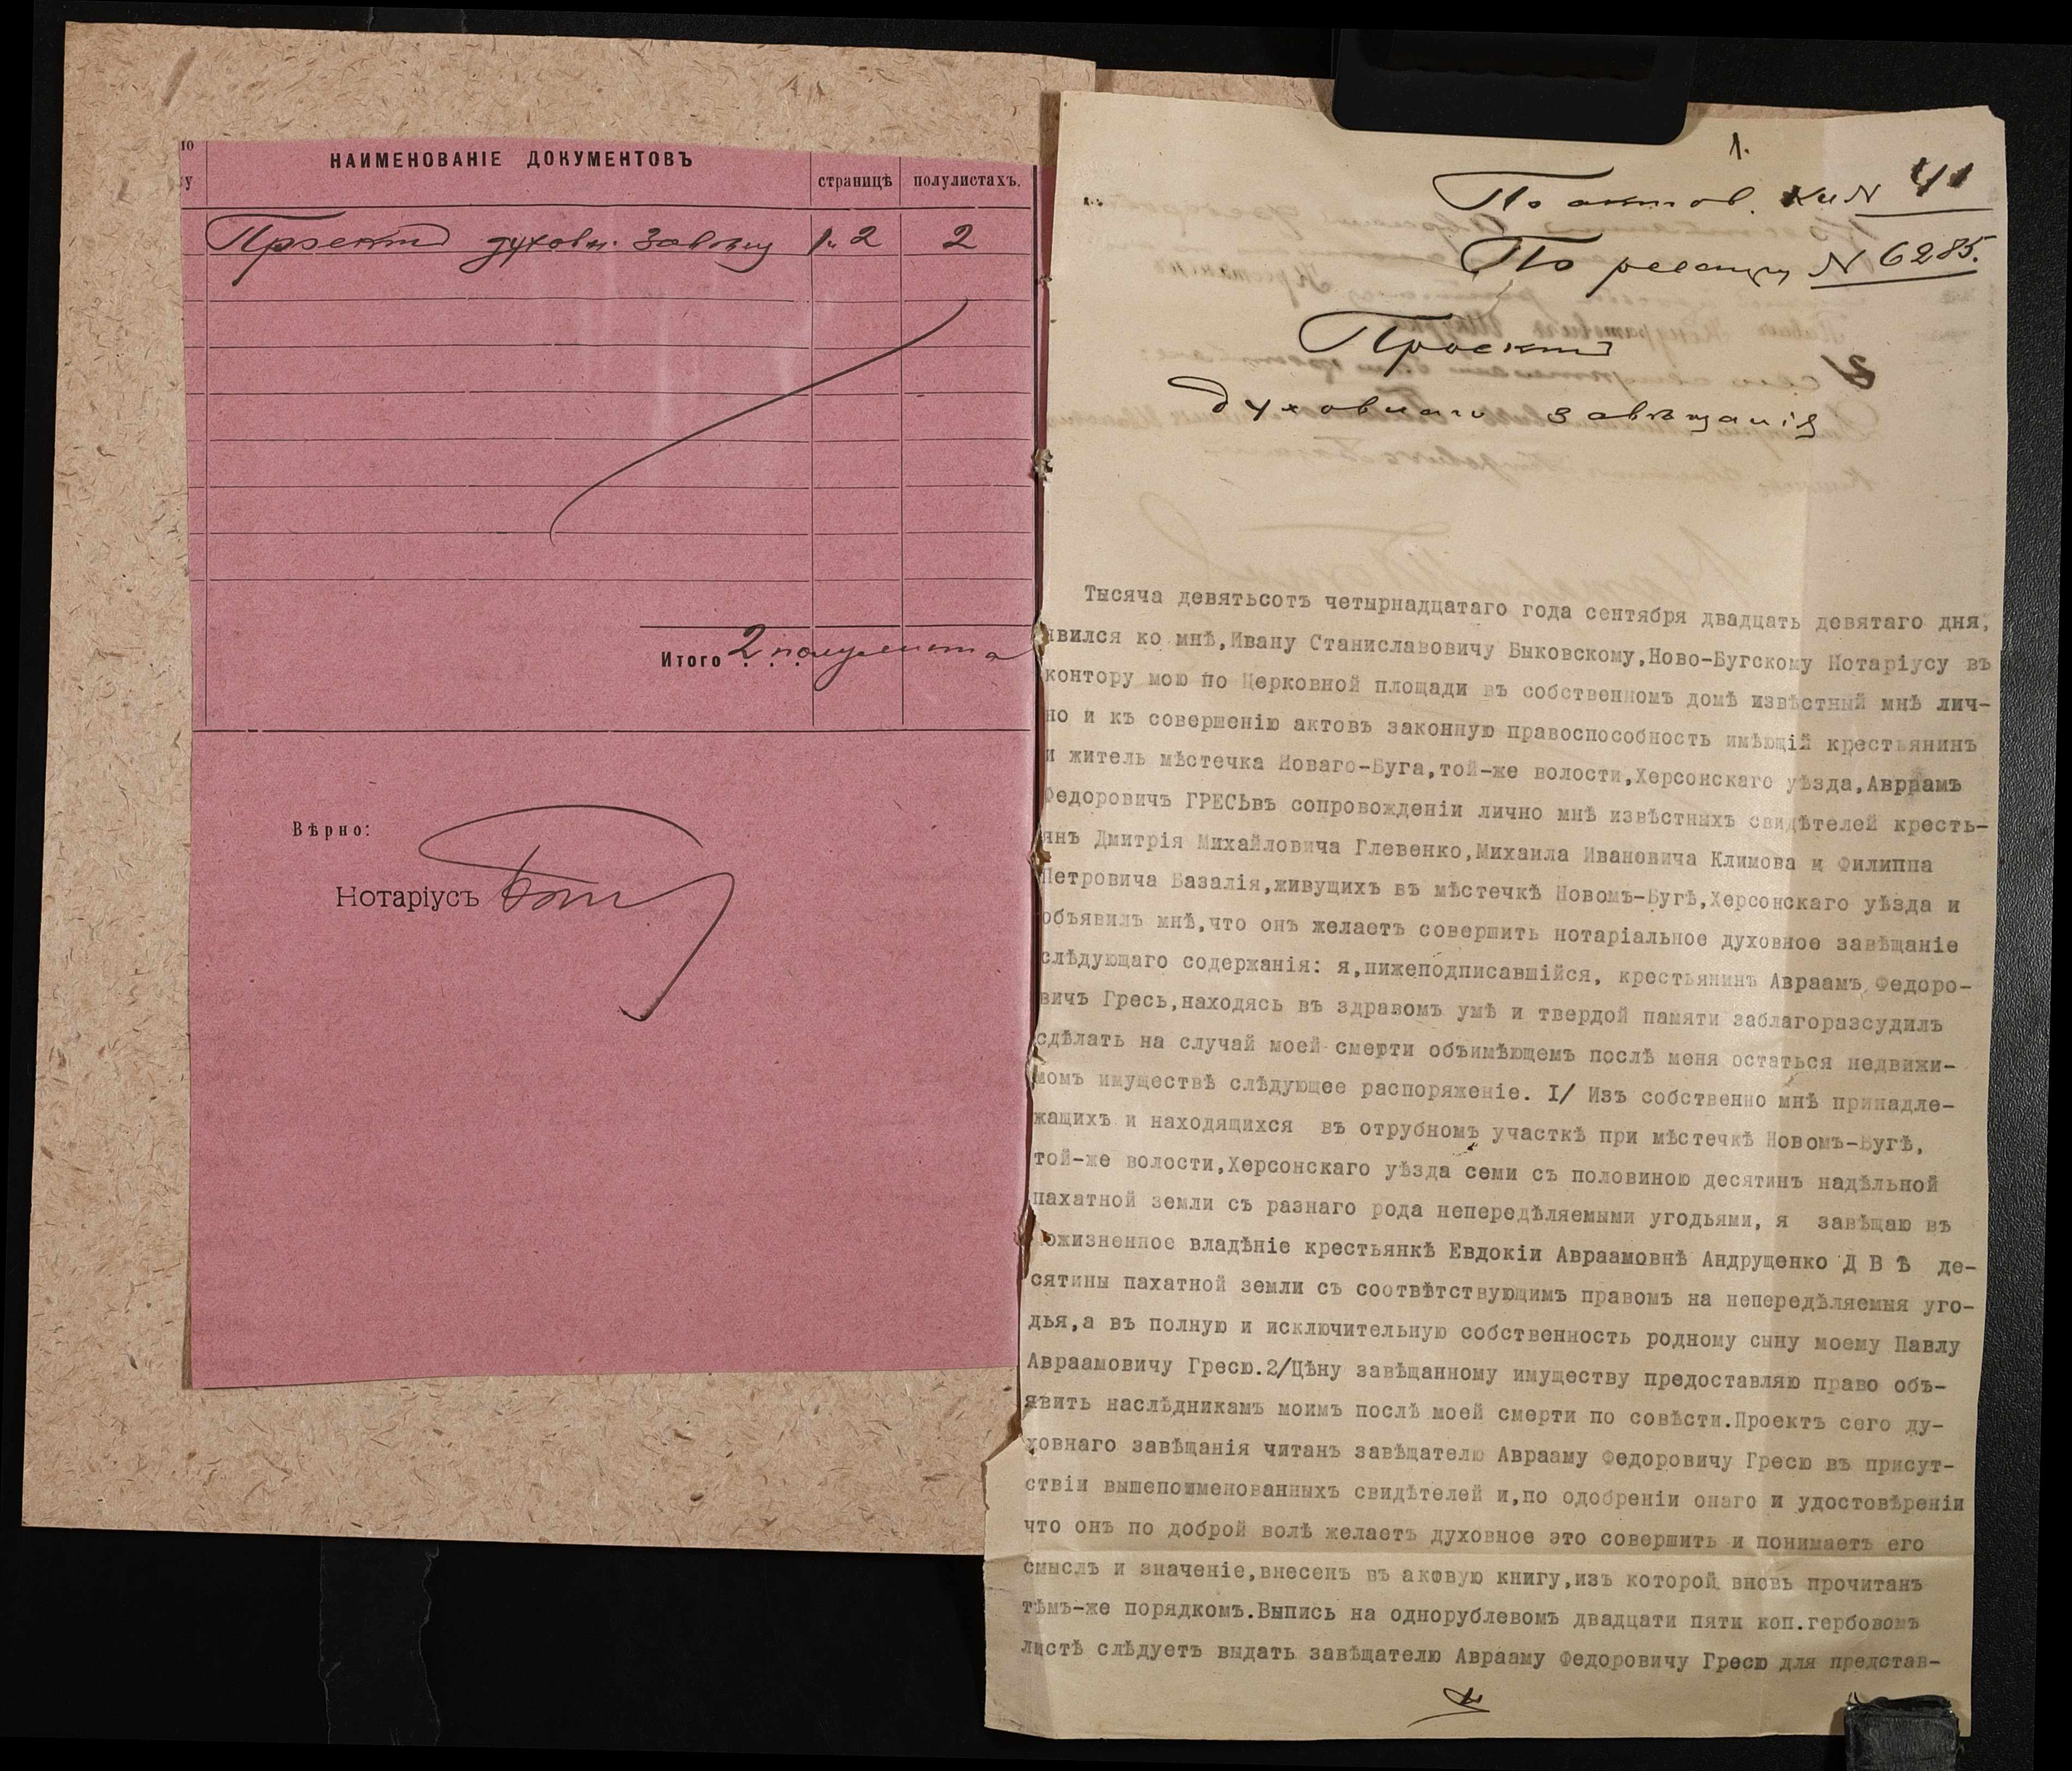 но
у
НАИМЕНОВАНІЕ ДОКУМЕНТОВЪ
страницѣ
полулистахъ.
Проектъ духовн. завѣщ
1и2
2
Итого 2 полулиста
Вѣрно:
Нотаріусъ
1.
По актов. кн N 41
По реестру N 6285.
Проектъ
духовнаго завѣщанія
Тысяча девятьсотъ четырнадцатаго года сентября двадцать девятаго дня,
явился ко мнѣ,Ивану Станиславовичу Быковскому,Ново-Бугскому Нотаріусу въ
контору мою по Церковной площади въ собственномъ домѣ извѣстный мнѣ лич-
но и къ совершенію актовъ законную правоспособность имѣющій крестьянинъ
и житель мѣстечка Новаго-Буга,той-же волости,Херсонскаго уѣзда,Авраамъ
Федоровичъ ГРЕСЬвъ сопровожденіи лично мнѣ извѣстныхъ свидѣтелей кресть-
янъ Дмитрія Михайловича Глевенко,Михаила Ивановича Климова и Филиппа
Петровича Базалія,живущихъ въ мѣстечкѣ Новомъ-Бугѣ,Херсонскаго уѣзда и
объявилъ мнѣ,что онъ желаетъ совершить нотаріальное духовное завѣщаніе
слѣдующаго содержанія: я,нижеподписавшійся, крестьянинъ Авраамъ Федоро-
вичъ Гресь,находясь въ здравомъ умѣ и твердой памяти заблагоразсудилъ
сдѣлать на случай моей смерти объимѣющемъ послѣ меня остаться недвижи-
момъ имуществѣ слѣдующее распоряженіе. I/ Изъ собственно мнѣ принадле-
жащихъ и находящихся въ отрубномъ участкѣ при мѣстечкѣ Новомъ-Бугѣ,
той-же волости,Херсонскаго уѣзда семи съ половиною десятинъ надѣльной
пахатной земли съ разнаго рода непередѣляемыми угодьями, я завѣщаю въ
пожизненное владѣніе крестьянкѣ Евдокіи Авраамовнѣ Андрущенко Д В Ѣ де-
сятины пахатной земли съ соотвѣтствующимъ правомъ на непередѣляемыя уго-
дья,а въ полную и исключительную собственность родному сыну моему Павлу
Авраамовичу Гресю.2/Цѣну завѣщанному имуществу предоставляю право объ-
явить наслѣдникамъ моимъ послѣ моей смерти по совѣсти.Проектъ сего ду-
ховнаго завѣщанія читанъ завѣщателю Аврааму Федоровичу Гресю въ присут-
ствіи вышепоименованныхъ свидѣтелей и,по одобреніи онаго и удостовѣреніи
что онъ по доброй волѣ желаетъ духовное это совершить и понимаетъ его
смыслъ и значеніе,внесенъ въ аковую книгу,изъ которой вновь прочитанъ
тѣмъ-же порядкомъ.Выпись на однорублевомъ двадцати пяти коп.гербовомъ
листѣ слѣдуетъ выдать завѣщателю Аврааму Федоровичу Гресю для представ-